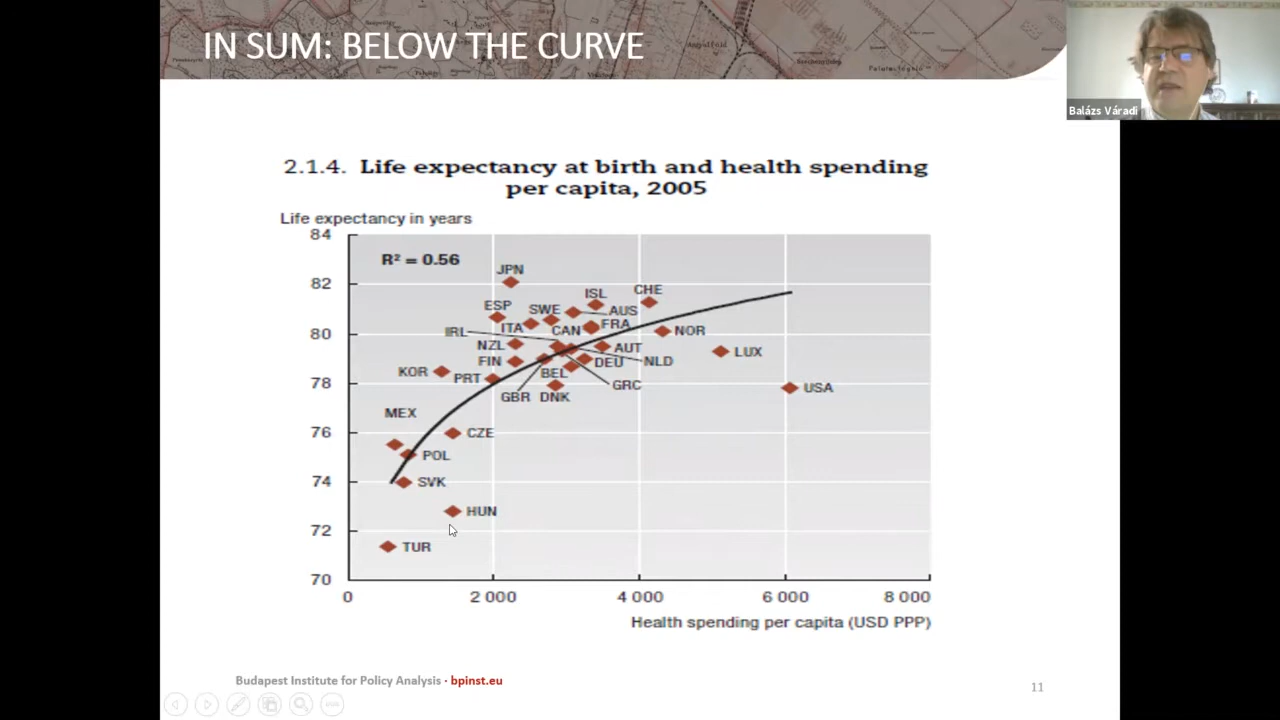 IN SUM: BELOW THE CURVE
Balázs Váradi
2.1.4. Life expectancy at birth and health spending
per capita, 2005
Life expectancy in years
84
R² = 0.56
JPN
82
ISL
CHE
ESP
SWE
AUS
IRL
ITA
CAN
FRA
NOR
80
NZL
AUT
LUX
FIN
DEU
NLD
KOR
PRT
BEL
78
GRC
USA
GBR
DNK
MEX
76
CZE
POL
74
SVK
HUN
72
TUR
70
0
2 000
4 000
6 000
8 000
Health spending per capita (USD PPP)
Budapest Institute for Policy Analysis · bpinst.eu
11